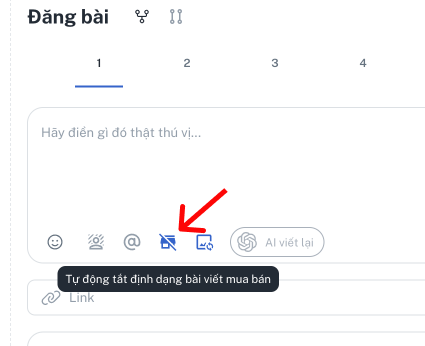 Đăng bài
1 2 3 4
Hãy điền gì đó thật thú vị...
AI viết lại
Tự động tắt định dạng bài viết mua bán
Link